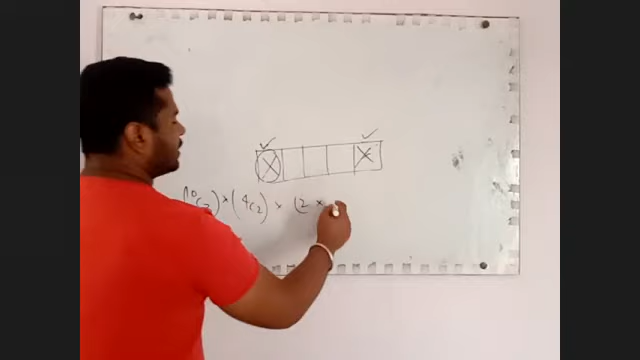 X X
10C2) × (4C2) × (2 ×